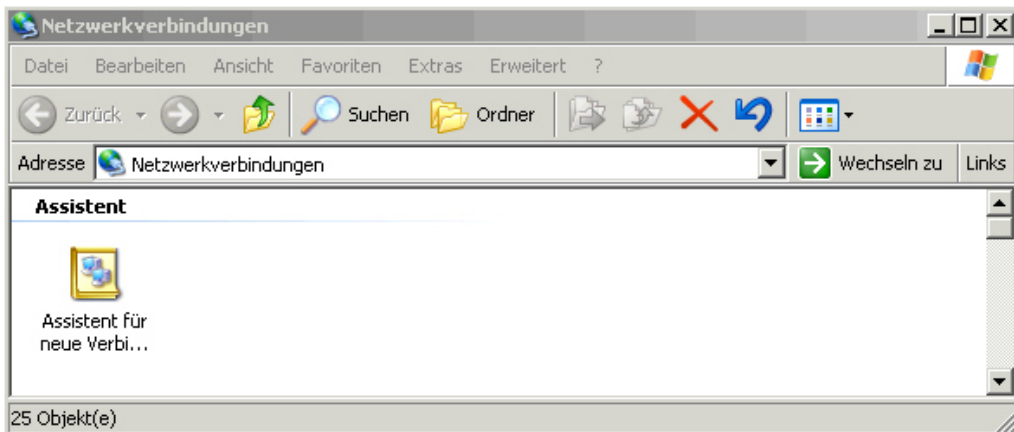 Netzwerkverbindungen
Datei Bearbeiten Ansicht Favoriten Extras Erweitert ?
Zurück Suchen Ordner
Adresse Netzwerkverbindungen Wechseln zu Links
Assistent
Assistent für
neue Verbi...
25 Objekt(e)